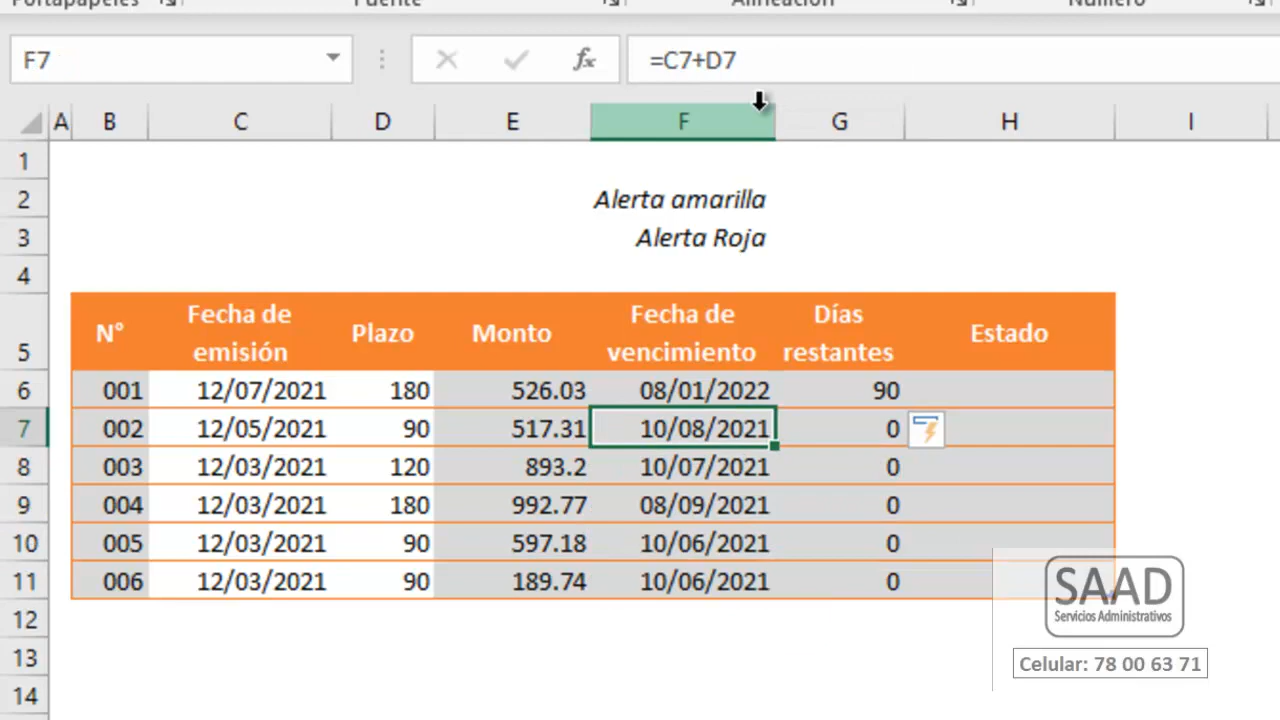 Portapapeles Fuente Alineación Número
F7 fx =C7+D7
A B C D E F G H I
1
2 Alerta amarilla
3 Alerta Roja
4
Fecha de Fecha de Días
N° Plazo Monto Estado
5 emisión vencimiento restantes
6 001 12/07/2021 180 526.03 08/01/2022 90
7 002 12/05/2021 90 517.31 10/08/2021 0
8 003 12/03/2021 120 893.2 10/07/2021 0
9 004 12/03/2021 180 992.77 08/09/2021 0
10 005 12/03/2021 90 597.18 10/06/2021 0
11 006 12/03/2021 90 189.74 10/06/2021 0
SAAD
12 Servicios Administrativos
13 Celular: 78 00 63 71
14